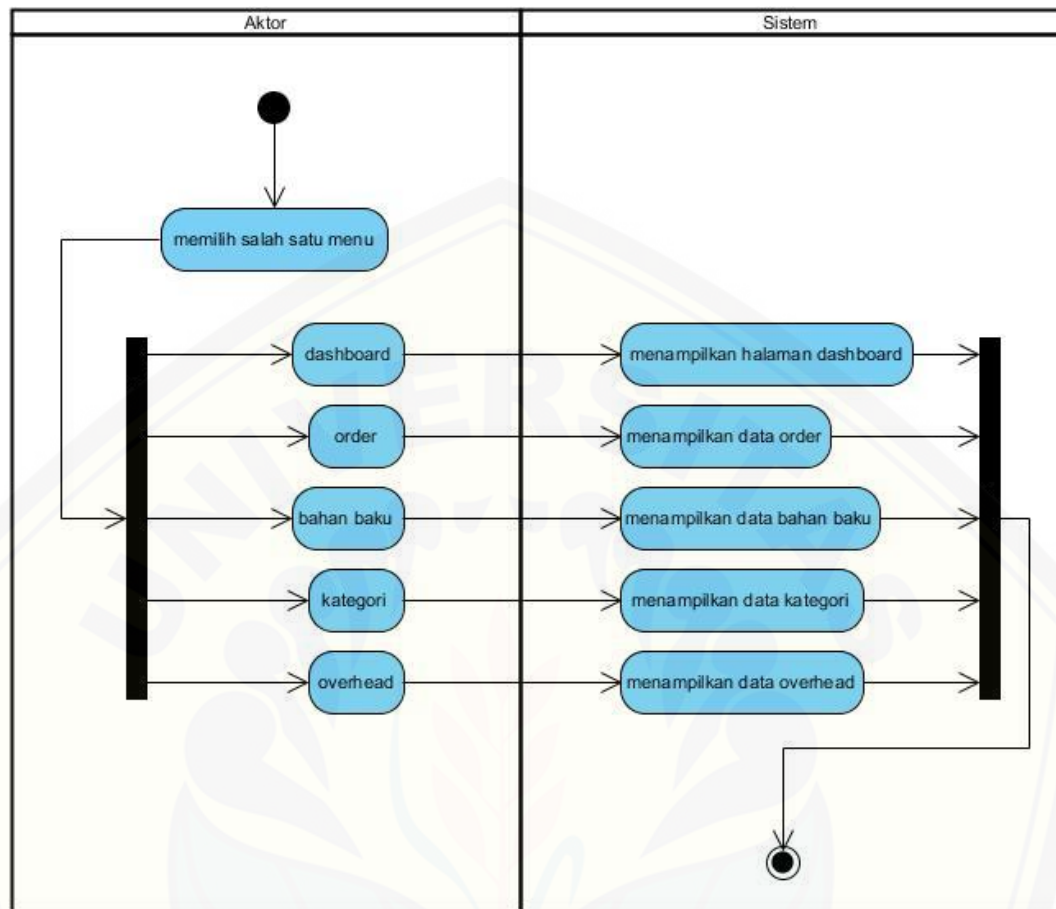 Aktor
Sistem
memilih salah satu menu
dashboard
menampilkan halaman dashboard
order
menampilkan data order
bahan baku
menampilkan data bahan baku
kategori
menampilkan data kategori
overhead
menampilkan data overhead
UNIVERSITAS